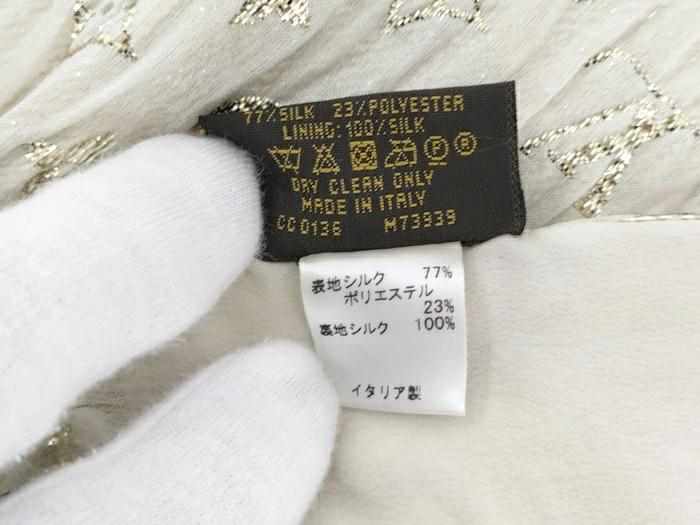 77%SILK 23%POLYESTER
LINING:100%SILK
P R
DRY CLEAN ONLY
MADE IN ITALY
CC0136 M73939
表地シルク 77%
ポリエステル
23%
裏地シルク 100%
イタリア製